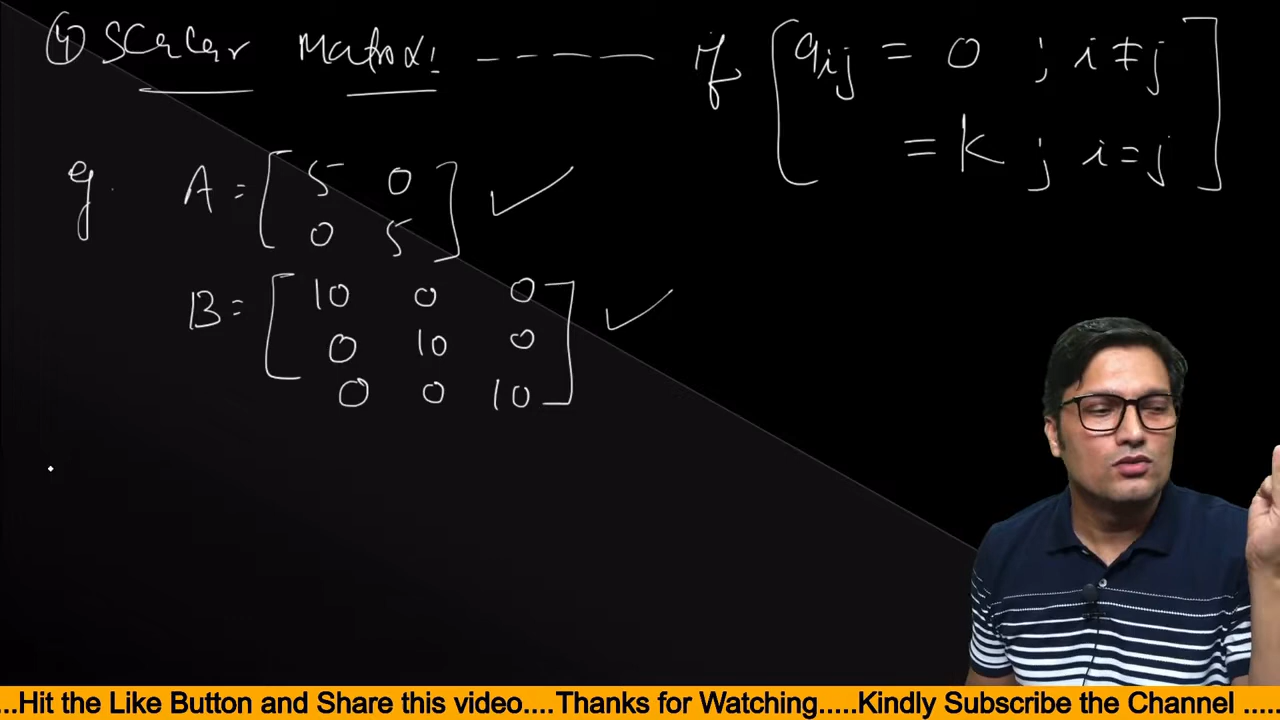 (4) Scalar Matrix: ------ if [ aij = 0 ; i ≠ j
= K ; i = j ]
eg. A = [ 5 0
0 5 ] ✓
B = [ 10 0 0
0 10 0
0 0 10 ] ✓
...Hit the Like Button and Share this video....Thanks for Watching.....Kindly Subscribe the Channel ....